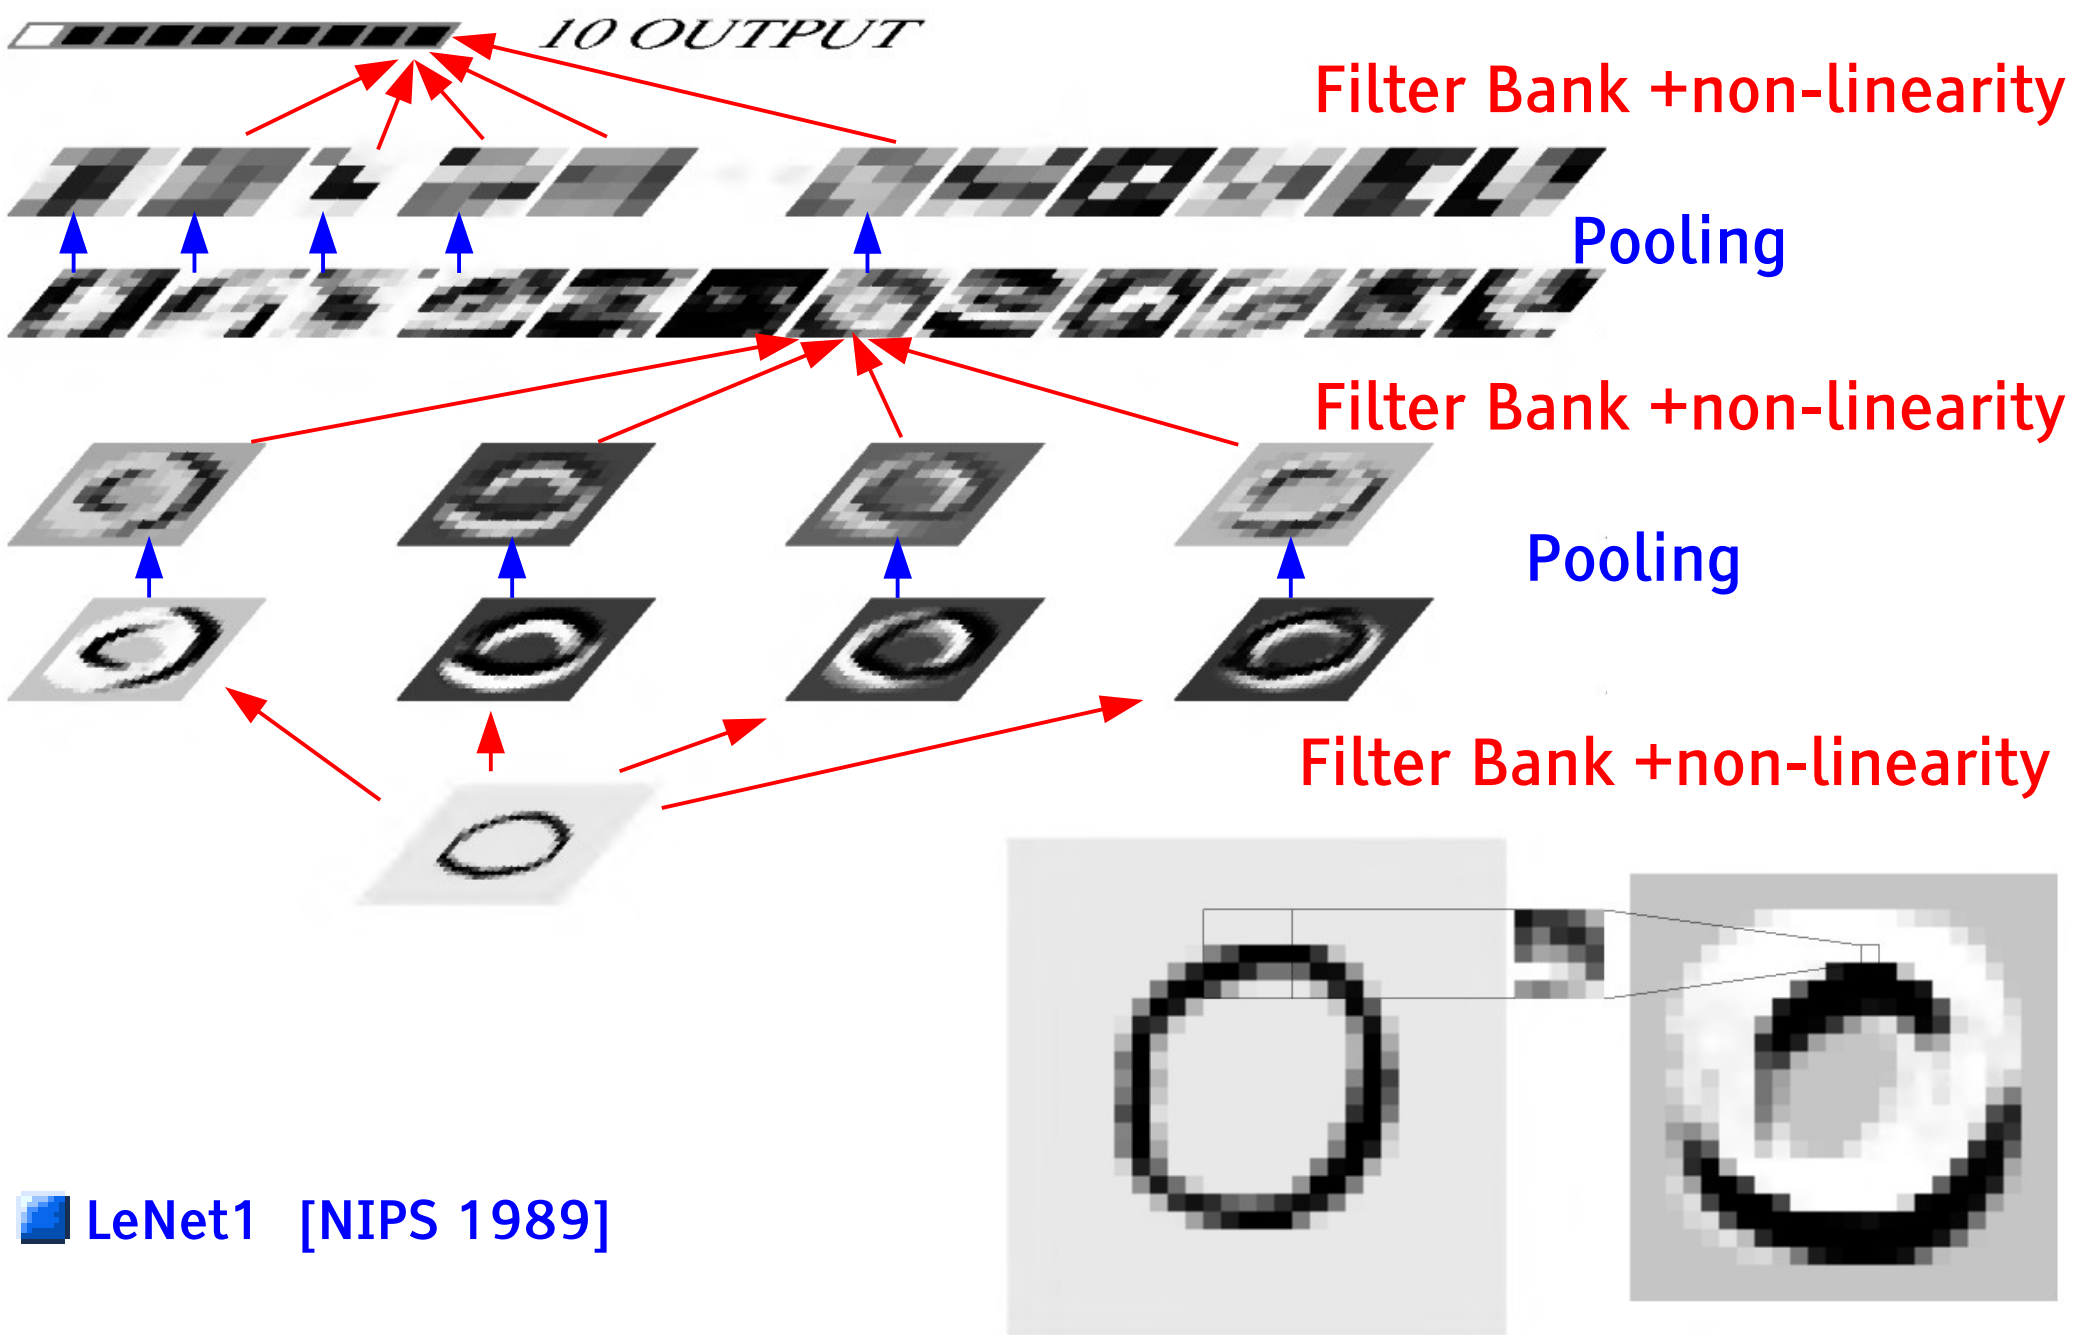 10 OUTPUT
Filter Bank +non-linearity
Pooling
Filter Bank +non-linearity
Pooling
Filter Bank +non-linearity
LeNet1 [NIPS 1989]